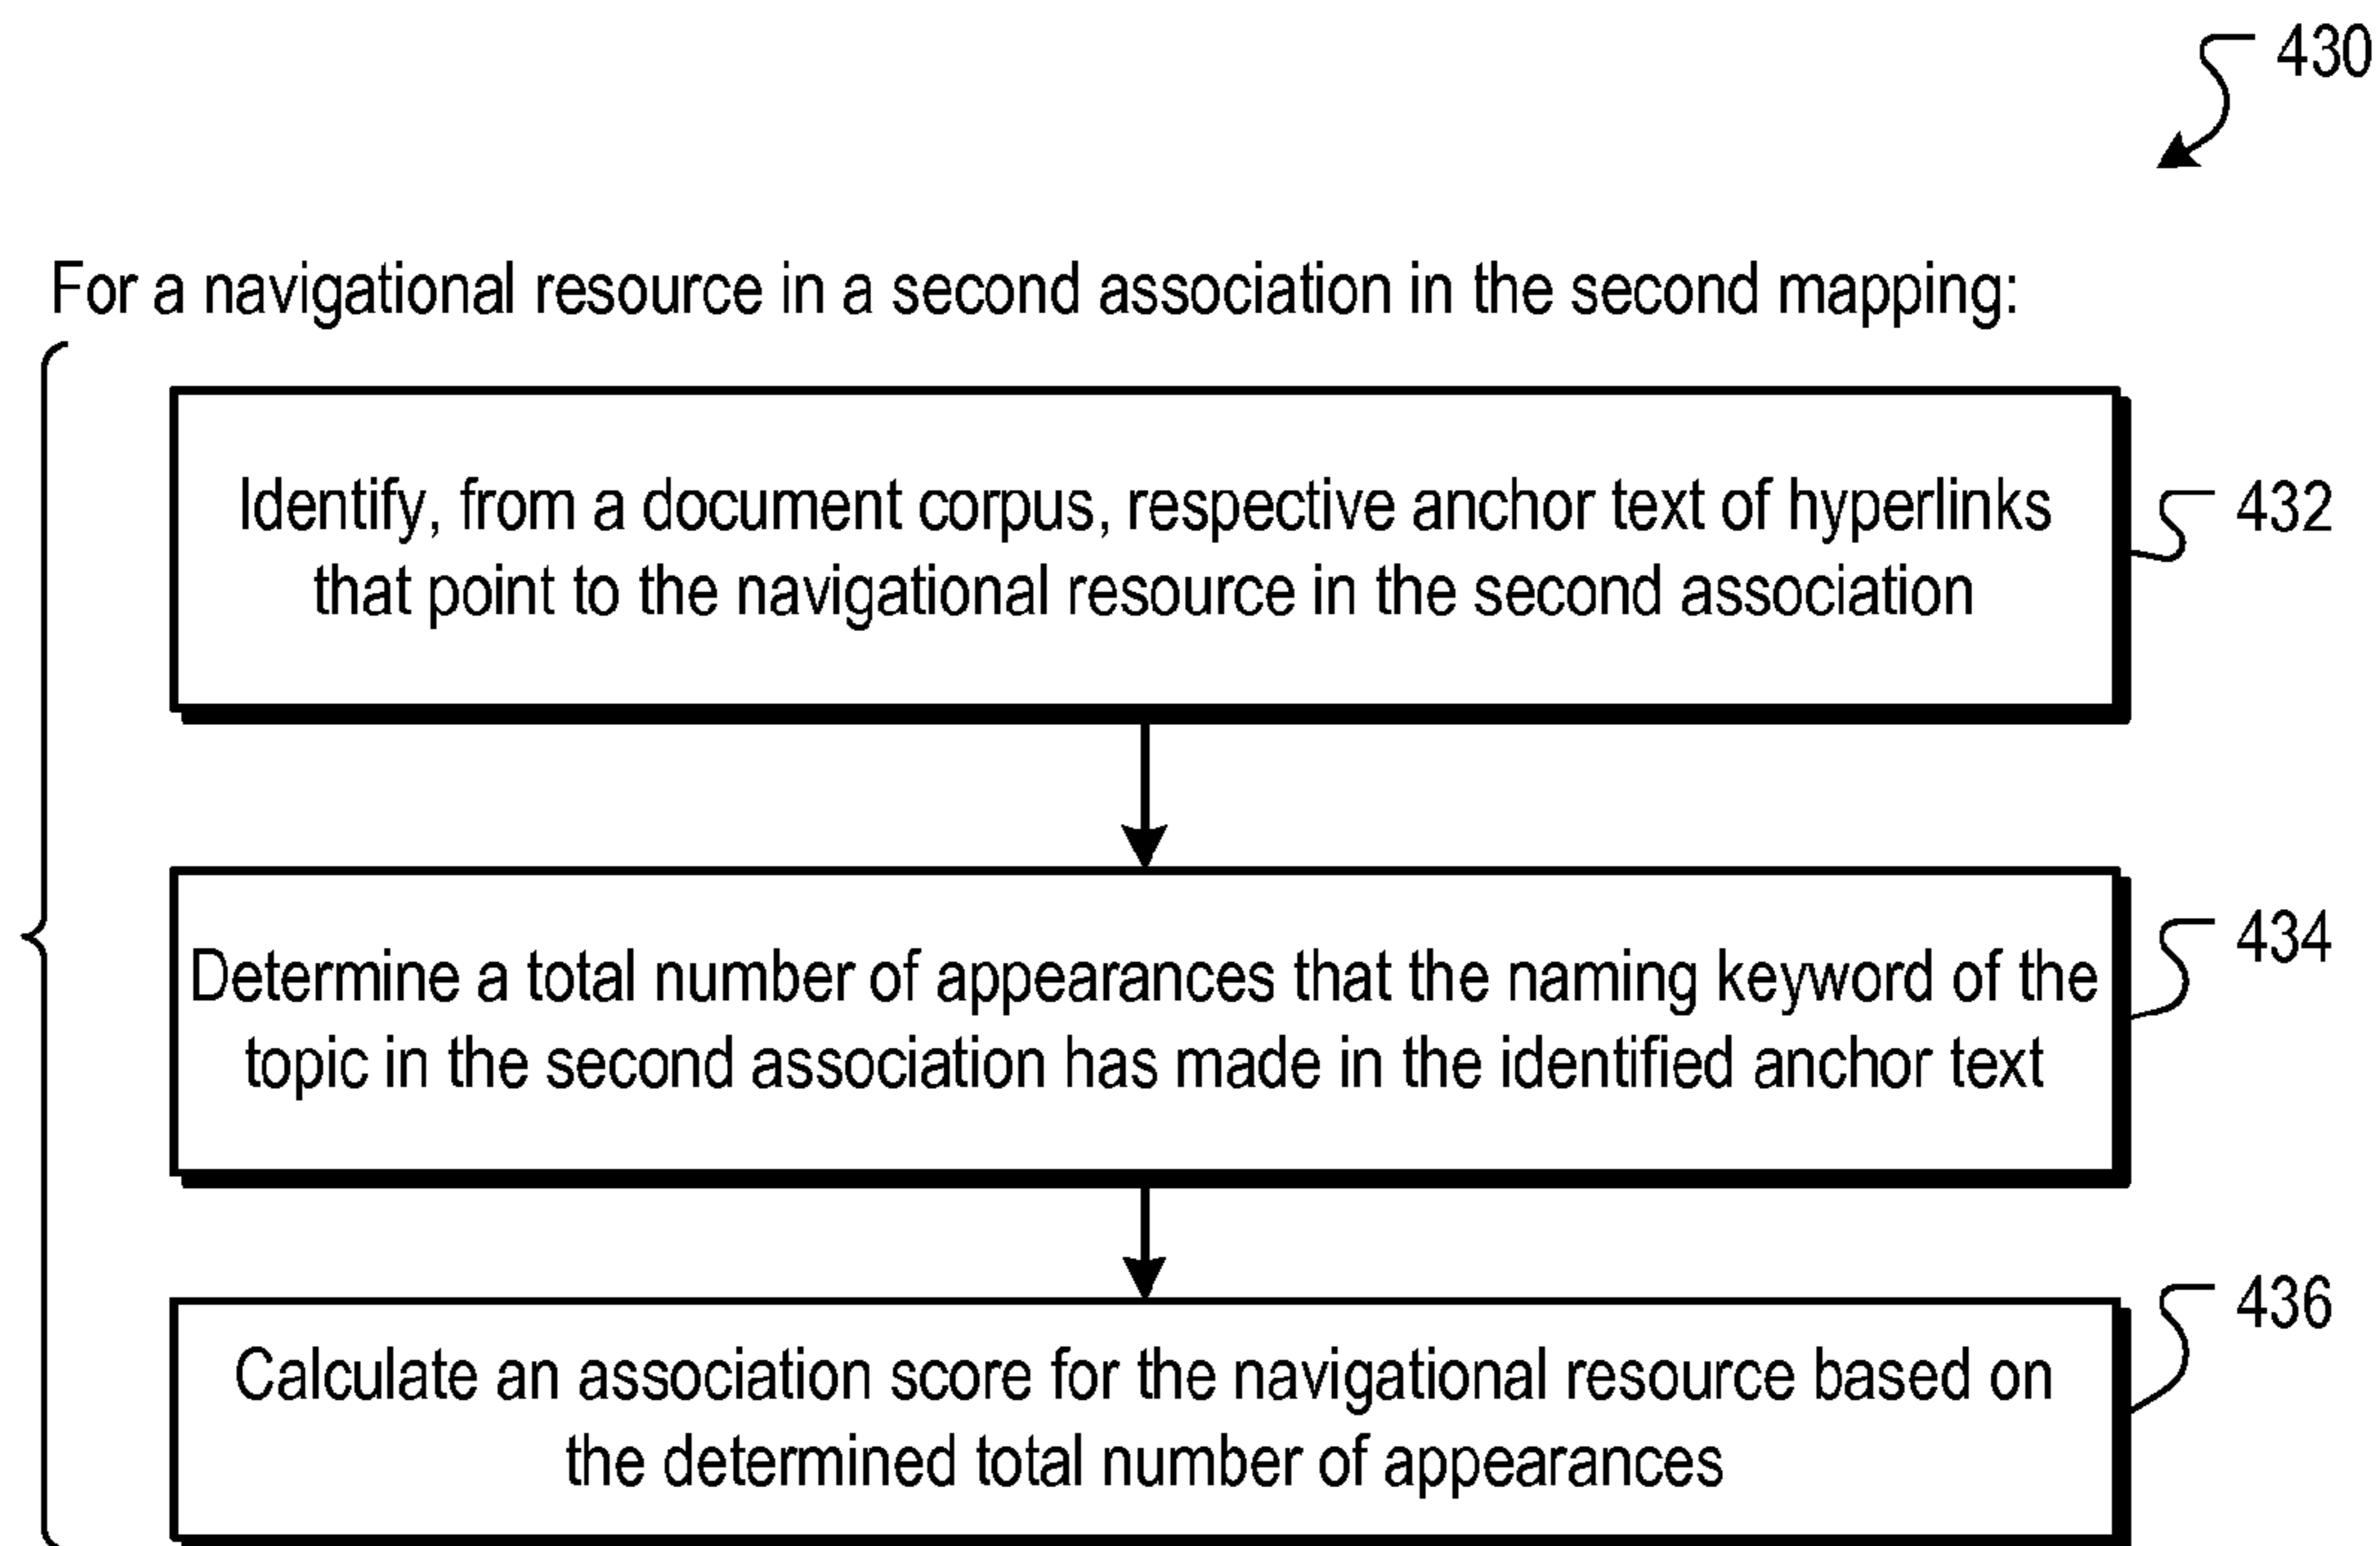 430
For a navigational resource in a second association in the second mapping:
Identify, from a document corpus, respective anchor text of hyperlinks
that point to the navigational resource in the second association
432
Determine a total number of appearances that the naming keyword of the
topic in the second association has made in the identified anchor text
434
Calculate an association score for the navigational resource based on
the determined total number of appearances
436